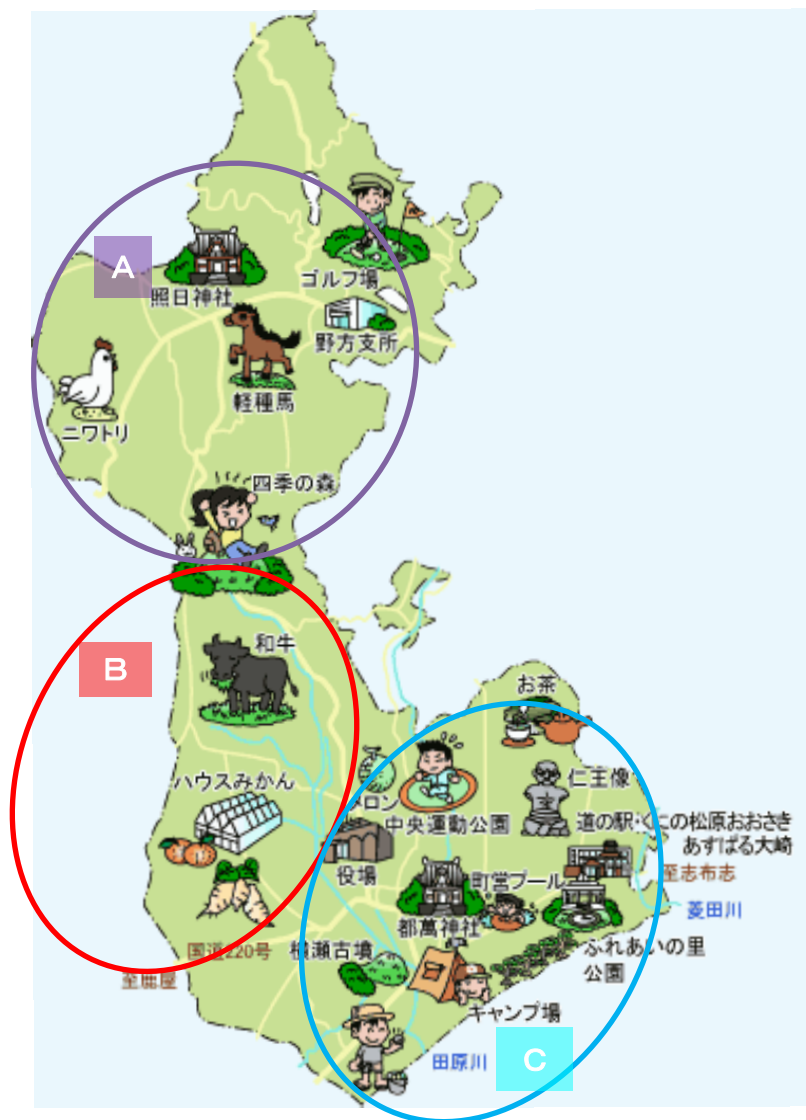 A
照日神社
ゴルフ場
野方支所
軽種馬
ニワトリ
四季の森
B
和牛
お茶
ハウスみかん
メロン
中央運動公園
仁王像
道の駅・くにの松原おおさき
あすぱる大崎
役場
町営プール
至志布志
都萬神社
菱田川
国道220号
横瀬古墳
ふれあいの里
公園
至鹿屋
キャンプ場
田原川
C